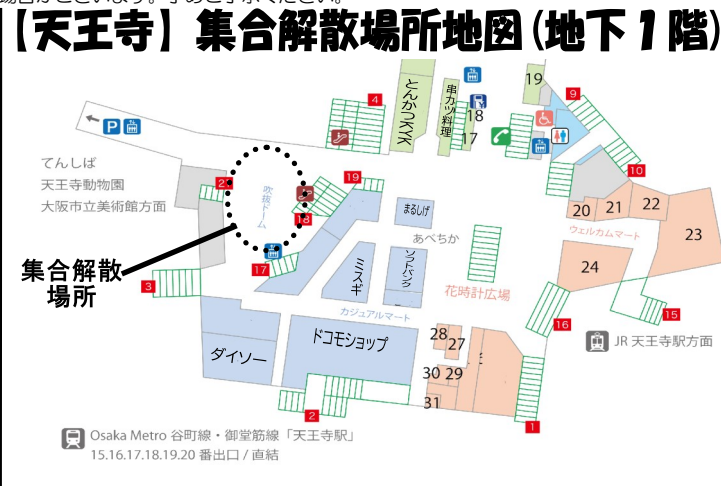 【天王寺】集合解散場所地図(地下1階)
4
とんかつKYK
串カツ料理
18
17
19
9
10
てんしば
天王寺動物園
大阪市立美術館方面
吹抜ドーム
19
18
17
まるしげ
あべちか
ミスギ
ソフトバンク
花時計広場
20
21
22
23
ウェルカムマート
24
集合解散
場所
3
カジュアルマート
ダイソー
ドコモショップ
28
27
30
29
31
16
15
JR 天王寺駅方面
2
1
Osaka Metro 谷町線・御堂筋線「天王寺駅」
15.16.17.18.19.20 番出口 / 直結